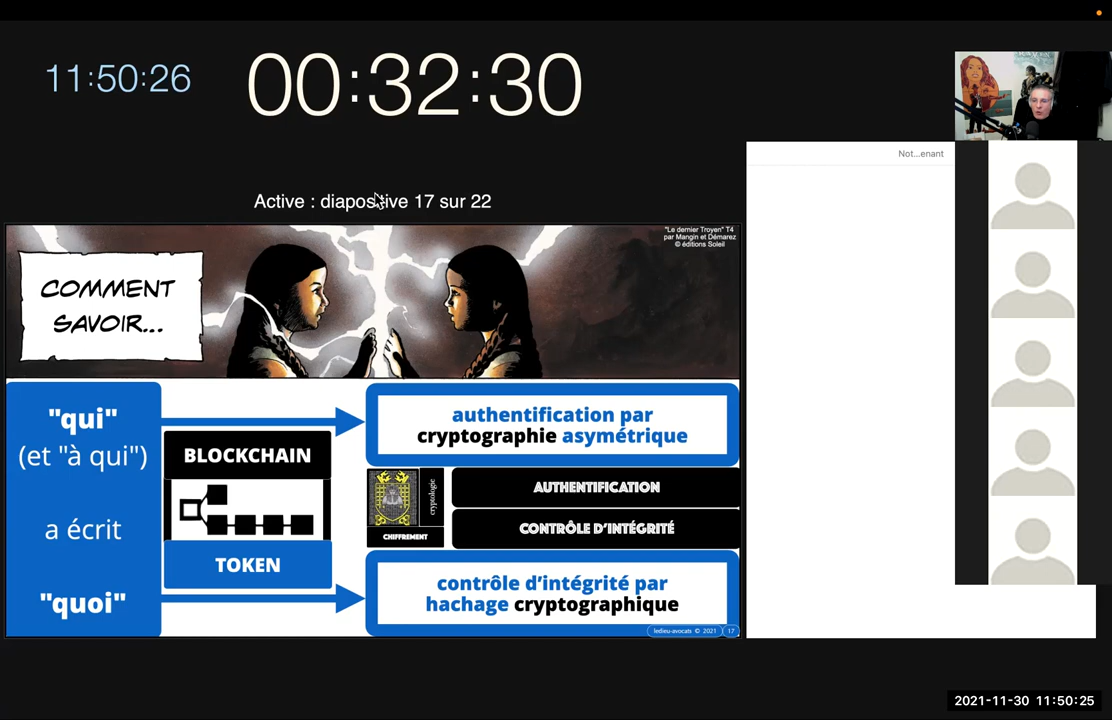 11:50:26
00:32:30
Active : diapositive 17 sur 22
Not...enant
"Le dernier Troyen" T4
par Mangin et Démarez
© éditions Soleil
COMMENT
SAVOIR...
"qui"
(et "à qui")
a écrit
"quoi"
BLOCKCHAIN
TOKEN
authentification par
cryptographie asymétrique
cryptologie
CHIFFREMENT
AUTHENTIFICATION
CONTRÔLE D'INTÉGRITÉ
contrôle d'intégrité par
hachage cryptographique
ledieu-avocats © 2021 17
2021-11-30 11:50:25